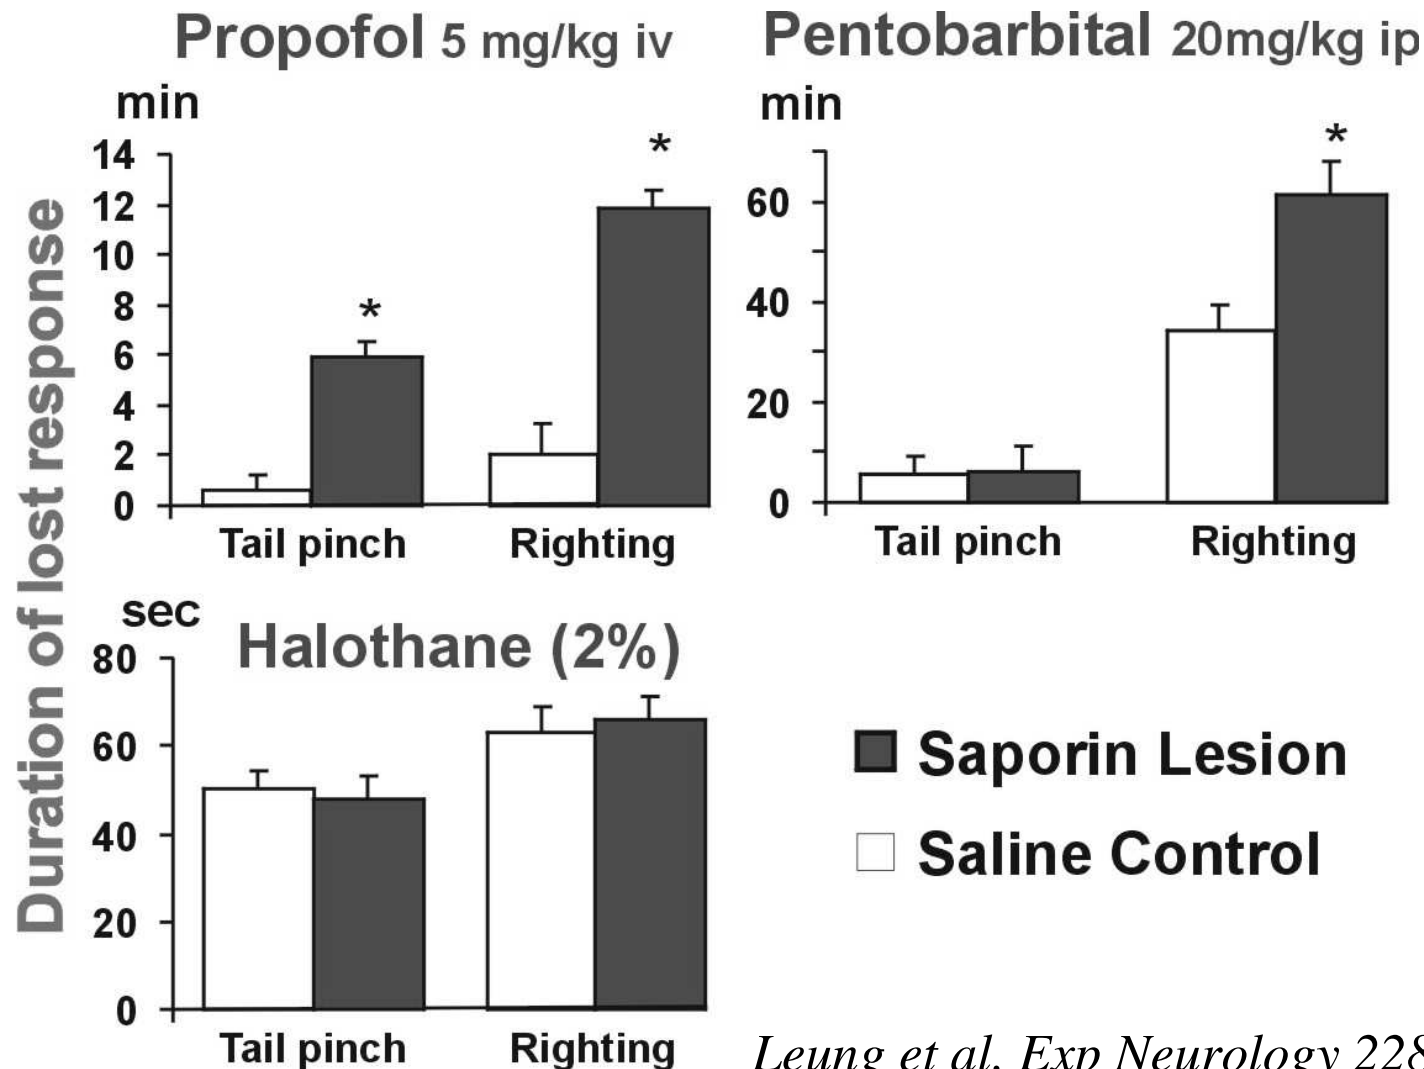 Propofol 5 mg/kg iv
min
14
12
10
8
6
4
2
0
*
*
Tail pinch
Righting
Pentobarbital 20mg/kg ip
min
60
40
20
0
*
Tail pinch
Righting
Duration of lost response
sec
Halothane (2%)
80
60
40
20
0
Tail pinch
Righting
Saporin Lesion
Saline Control
Leung et al. Exp Neurology 228